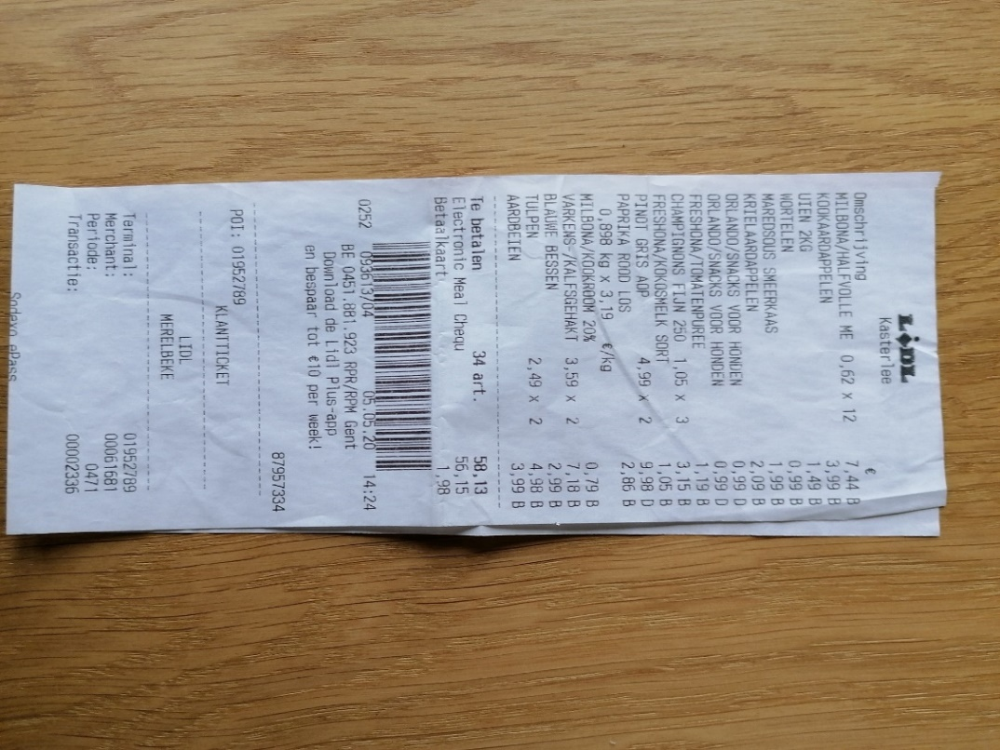 LIDL
Kasterlee
Omschrijving €
MILBONA/HALFVOLLE ME 0,62 x 12 7,44 B
KOOKAARDAPPELEN 3,99 B
UIEN 2KG 1,49 B
WORTELEN 0,99 B
MAREDSOUS SMEERKAAS 1,99 B
KRIELAARDAPPELEN 2,09 B
ORLANDO/SNACKS VOOR HONDEN 0,99 D
ORLANDO/SNACKS VOOR HONDEN 0,99 D
FRESHONA/TOMATENPUREE 1,19 B
CHAMPIGNONS FIJN 250 1,05 x 3 3,15 B
FRESHONA/KOKOSMELK SORT 1,05 B
PINOT GRIS AOP 4,99 x 2 9,98 D
PAPRIKA ROOD LOS 2,86 B
0,898 kg x 3,19 €/kg
MILBONA/KOOKROOM 20% 0,79 B
VARKENS-/KALFSGEHAKT 3,59 x 2 7,18 B
BLAUWE BESSEN 2,99 B
TULPEN 2,49 x 2 4,98 B
AARDBEIEN 3,99 B
Te betalen 34 art. 58,13
Electronic Meal Chequ 56,15
Betaalkaart 1,98
0252 093613/04 05.05.20 14:24
BE 0451.881.923 RPR/RPM Gent
Download de Lidl Plus-app
en bespaar tot €10 per week!
87957334
POI: 01952789
KLANTTICKET
LIDL
MERELBEKE
Terminal: 01952789
Merchant: 00061681
Periode: 0471
Transactie: 00002336
Sodexo ePass